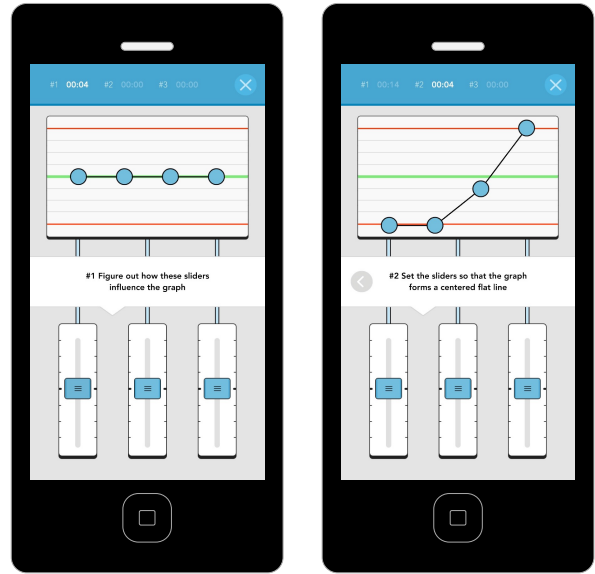 #1 00:04 #2 00:00 #3 00:00
#1 Figure out how these sliders
influence the graph
#1 00:14 #2 00:04 #3 00:00
#2 Set the sliders so that the graph
forms a centered flat line